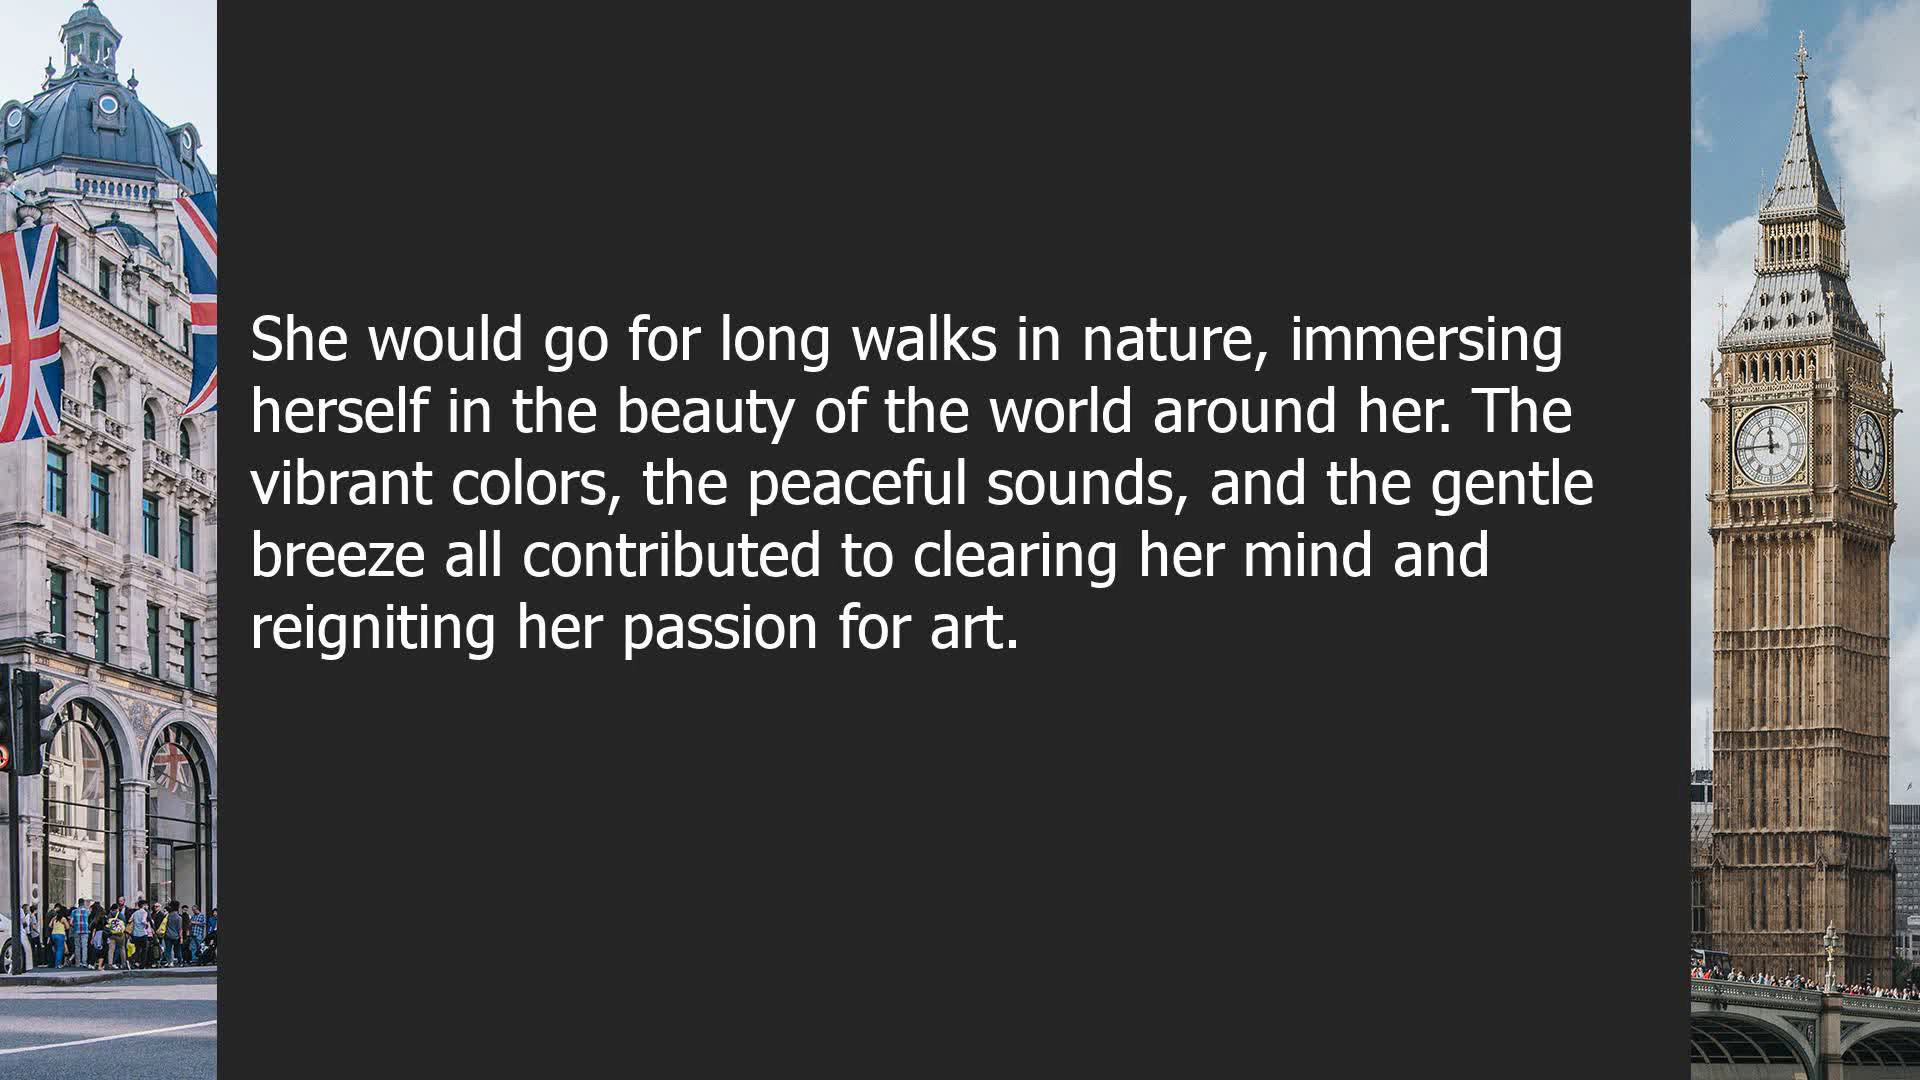 She would go for long walks in nature, immersing
herself in the beauty of the world around her. The
vibrant colors, the peaceful sounds, and the gentle
breeze all contributed to clearing her mind and
reigniting her passion for art.